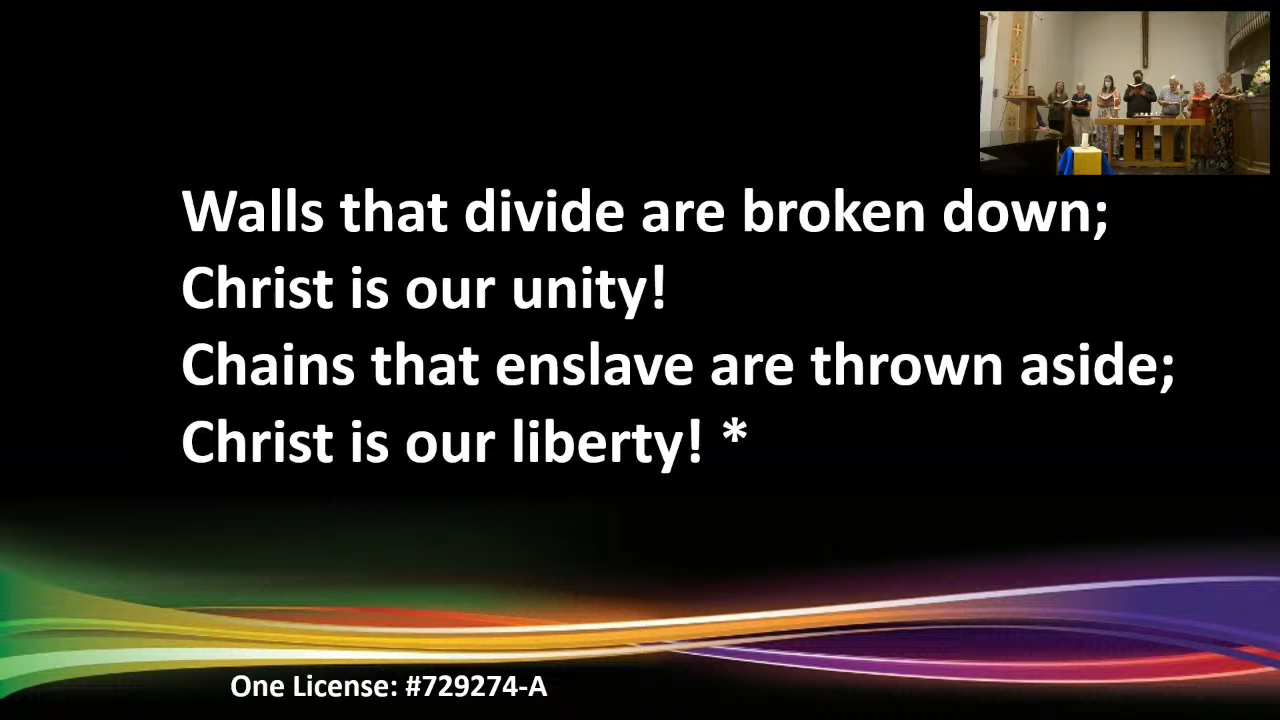 Walls that divide are broken down;
Christ is our unity!
Chains that enslave are thrown aside;
Christ is our liberty! *
One License: #729274-A